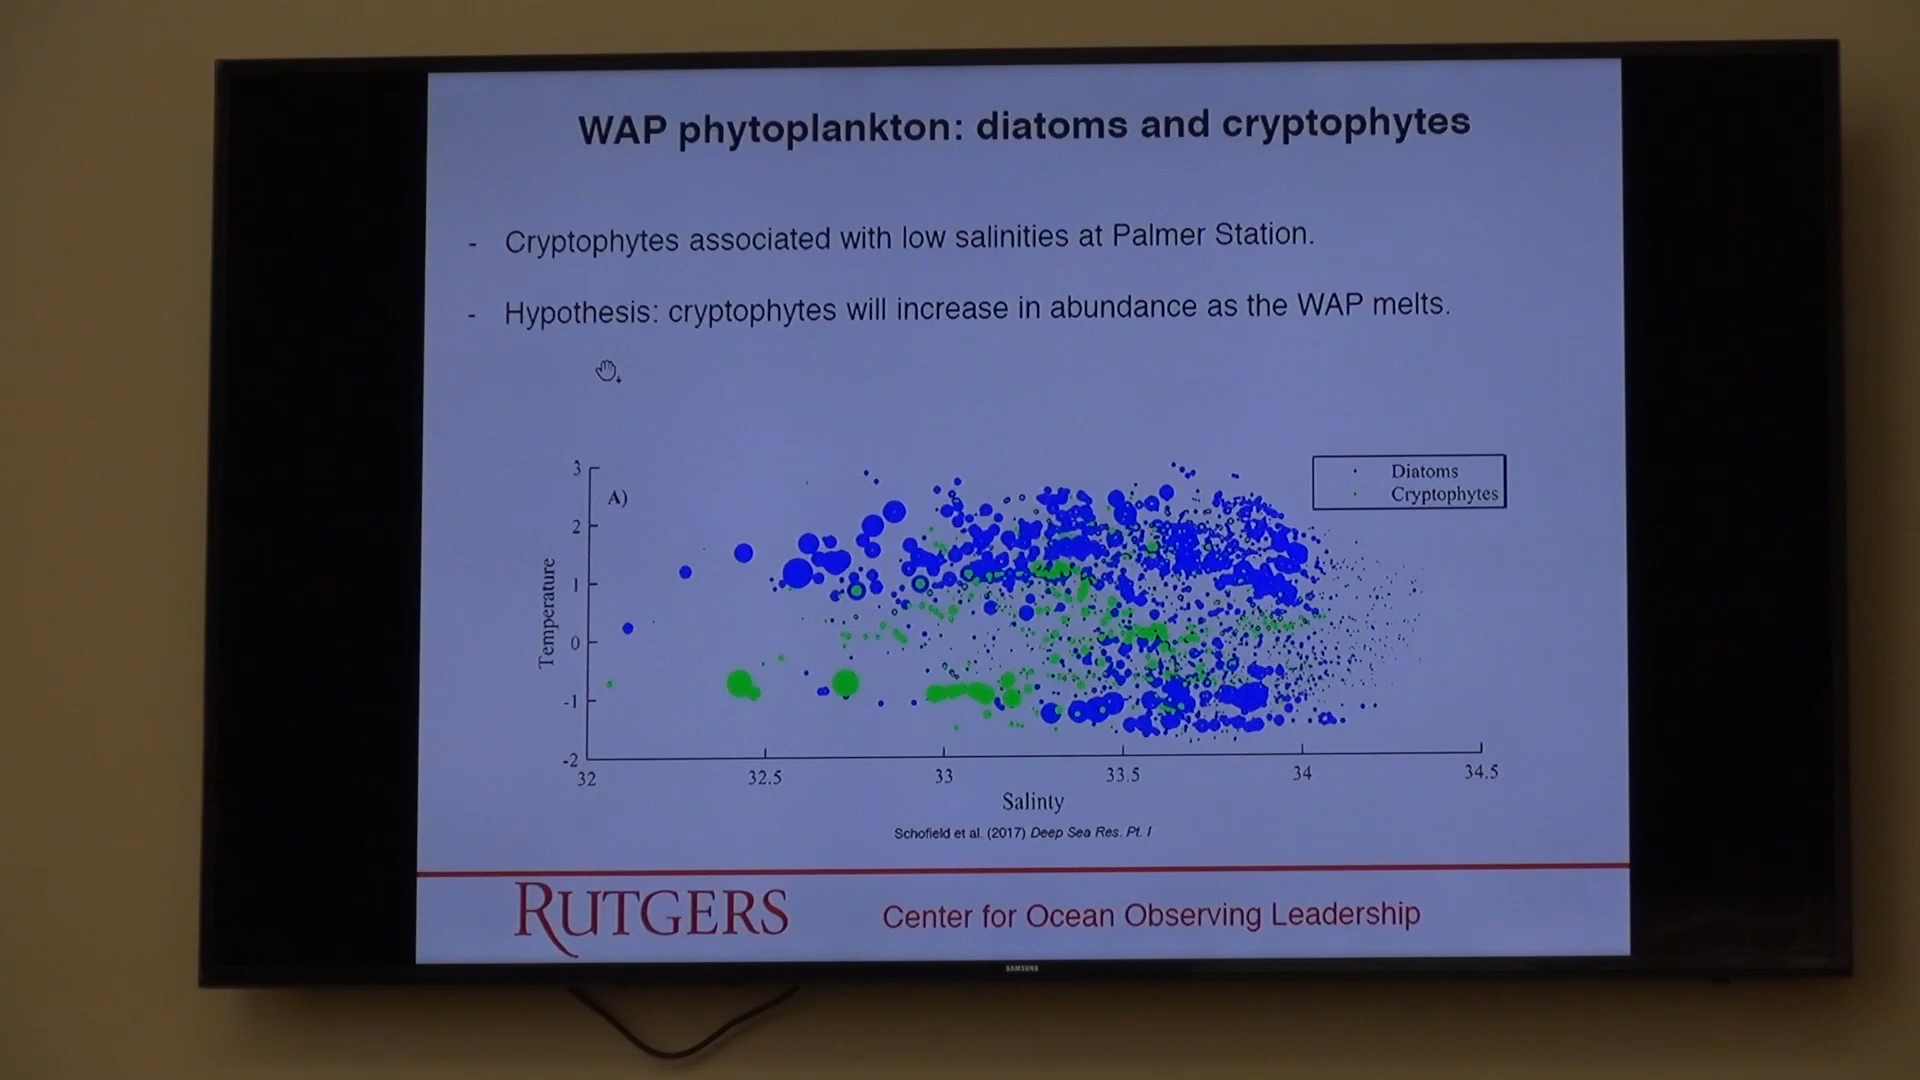 WAP phytoplankton: diatoms and cryptophytes
- Cryptophytes associated with low salinities at Palmer Station.
- Hypothesis: cryptophytes will increase in abundance as the WAP melts.
A)
Diatoms
Cryptophytes
3
2
1
0
-1
-2
Temperature
32
32.5
33
33.5
34
34.5
Salinty
Schofield et al. (2017) Deep Sea Res. Pt. I
RUTGERS
Center for Ocean Observing Leadership
SAMSUNG